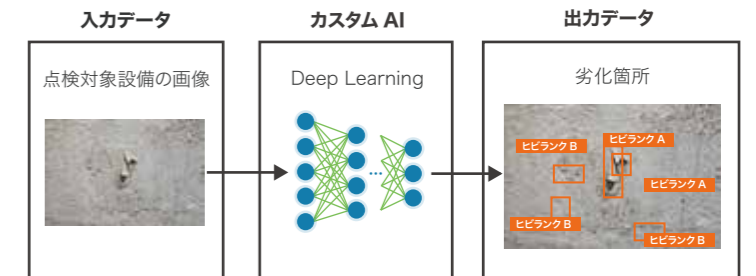 入力データ
カスタム AI
出力データ
点検対象設備の画像
Deep Learning
劣化箇所
ヒビランク B
ヒビランク A
ヒビランク A
ヒビランク B
ヒビランク B
...